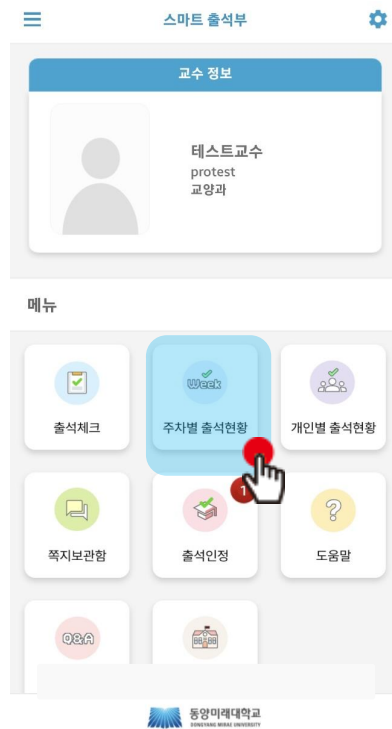 스마트 출석부
교수 정보
테스트교수
protest
교양과
메뉴
출석체크
Week
주차별 출석현황
개인별 출석현황
쪽지보관함
1
출석인정
?
도움말
Q&A
동양미래대학교
DONGYANG MIRAE UNIVERSITY